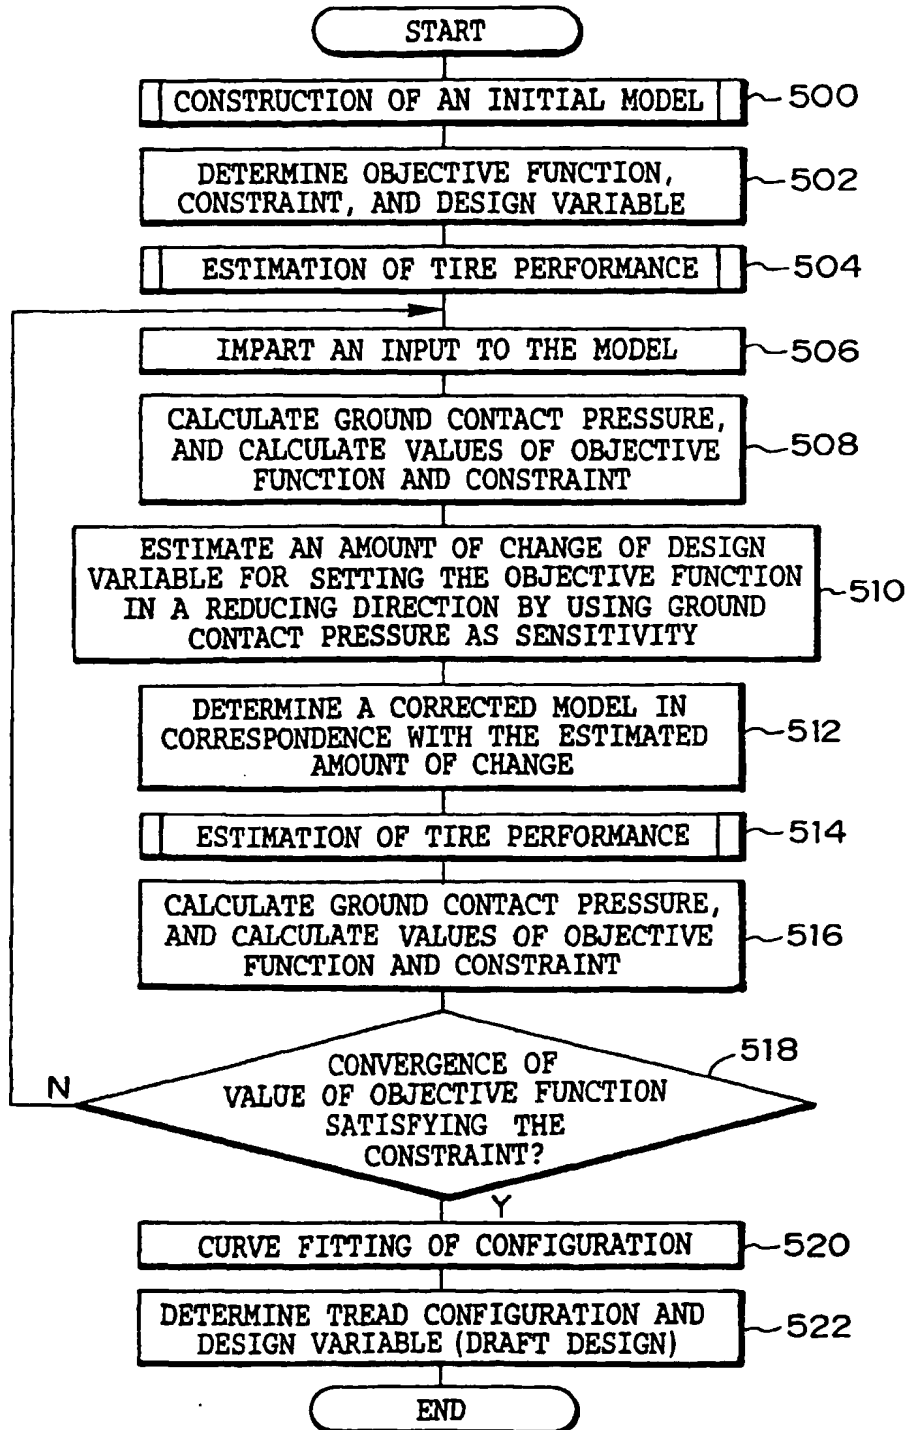 START
CONSTRUCTION OF AN INITIAL MODEL
500
DETERMINE OBJECTIVE FUNCTION,
CONSTRAINT, AND DESIGN VARIABLE
502
ESTIMATION OF TIRE PERFORMANCE
504
IMPART AN INPUT TO THE MODEL
506
CALCULATE GROUND CONTACT PRESSURE,
AND CALCULATE VALUES OF OBJECTIVE
FUNCTION AND CONSTRAINT
508
ESTIMATE AN AMOUNT OF CHANGE OF DESIGN
VARIABLE FOR SETTING THE OBJECTIVE FUNCTION
IN A REDUCING DIRECTION BY USING GROUND
CONTACT PRESSURE AS SENSITIVITY
510
DETERMINE A CORRECTED MODEL IN
CORRESPONDENCE WITH THE ESTIMATED
AMOUNT OF CHANGE
512
ESTIMATION OF TIRE PERFORMANCE
514
CALCULATE GROUND CONTACT PRESSURE,
AND CALCULATE VALUES OF OBJECTIVE
FUNCTION AND CONSTRAINT
516
CONVERGENCE OF
VALUE OF OBJECTIVE FUNCTION
SATISFYING THE
CONSTRAINT?
518
N
Y
CURVE FITTING OF CONFIGURATION
520
DETERMINE TREAD CONFIGURATION AND
DESIGN VARIABLE (DRAFT DESIGN)
522
END